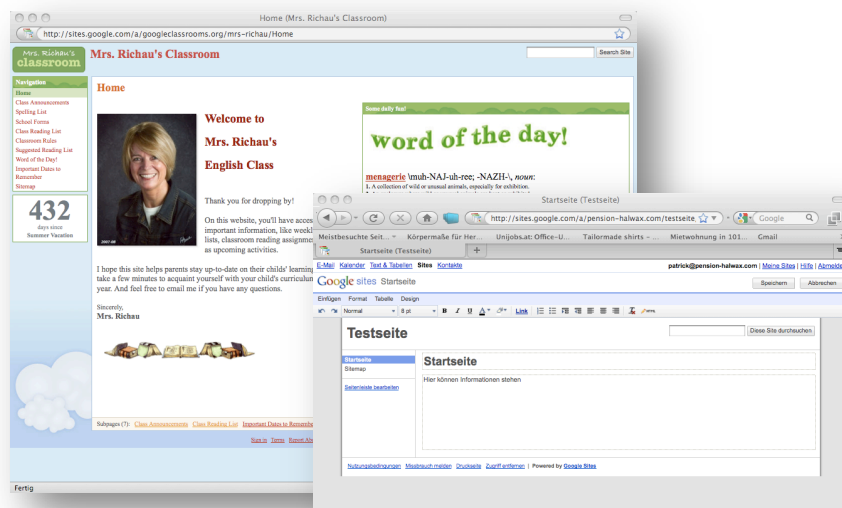 Home (Mrs. Richau's Classroom)
http://sites.google.com/a/googleclassrooms.org/mrs-richau/Home
Mrs. Richau's
classroom
Mrs. Richau's Classroom
Search Site
Navigation
Home
Class Announcements
Spelling List
School Forms
Class Reading List
Classroom Rules
Suggested Reading List
Word of the Day!
Important Dates to
Remember
Sitemap
432
days since
Summer Vacation
Home
2007-08
Welcome to
Mrs. Richau's
English Class
Thank you for dropping by!
On this website, you'll have acces
important information, like weekl
lists, classroom reading assignme
as upcoming activities.
I hope this site helps parents stay up-to-date on their childs' learning
take a few minutes to acquaint yourself with your child's curriculum
year. And feel free to email me if you have any questions.
Sincerely,
Mrs. Richau
Some daily fun!
word of the day!
menagerie \muh-NAJ-uh-ree; -NAZH-\, noun:
1. A collection of wild or unusual animals, especially for exhibition.
Subpages (7): Class Announcements Class Reading List Important Dates to Remembe
Sign in Terms Report Ab
Fertig
Startseite (Testseite)
http://sites.google.com/a/pension-halwax.com/testseite
Google
Meistbesuchte Seit...
Körpermaße für Her...
Unijobs.at: Office-U...
Tailormade shirts – ...
Mietwohnung in 101...
Gmail
Startseite (Testseite)
+
E-Mail Kalender Text & Tabellen Sites Kontakte
patrick@pension-halwax.com | Meine Sites | Hilfe | Abmelde
Google sites Startseite
Speichern
Abbrechen
Einfügen Format Tabelle Design
Normal
8 pt
B I U A Link
HTML
Testseite
Diese Site durchsuchen
Startseite
Sitemap
Seitenleiste bearbeiten
Startseite
Hier können Informationen stehen
Nutzungsbedingungen Missbrauch melden Druckseite Zugriff entfernen | Powered by Google Sites